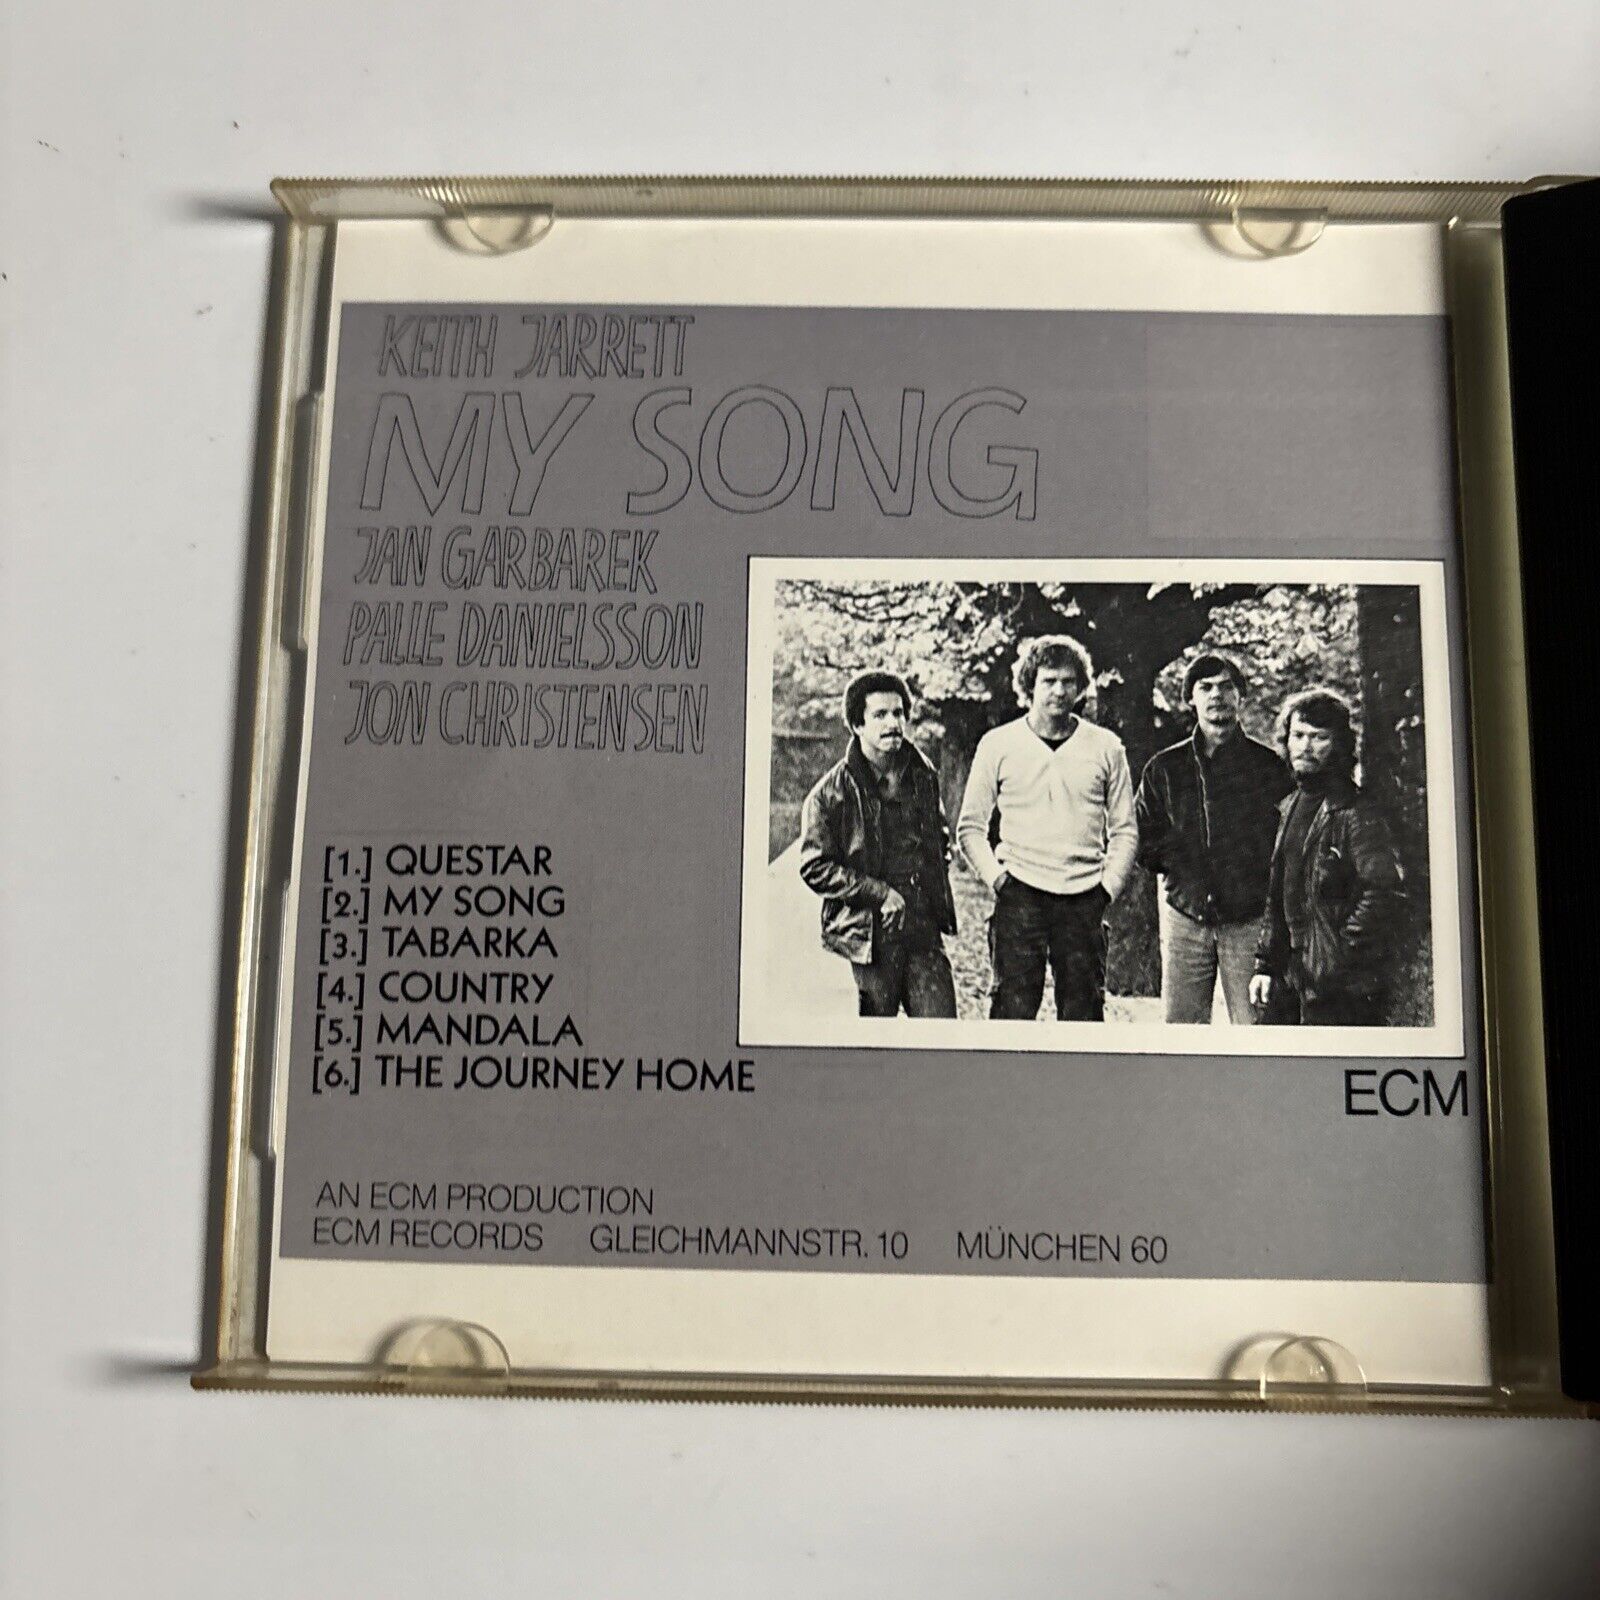 KEITH JARRETT
MY SONG
JAN GARBAREK
PALLE DANIELSSON
JON CHRISTENSEN
[1.] QUESTAR
[2.] MY SONG
[3.] TABARKA
[4.] COUNTRY
[5.] MANDALA
[6.] THE JOURNEY HOME
ECM
AN ECM PRODUCTION
ECM RECORDS GLEICHMANNSTR. 10 MÜNCHEN 60